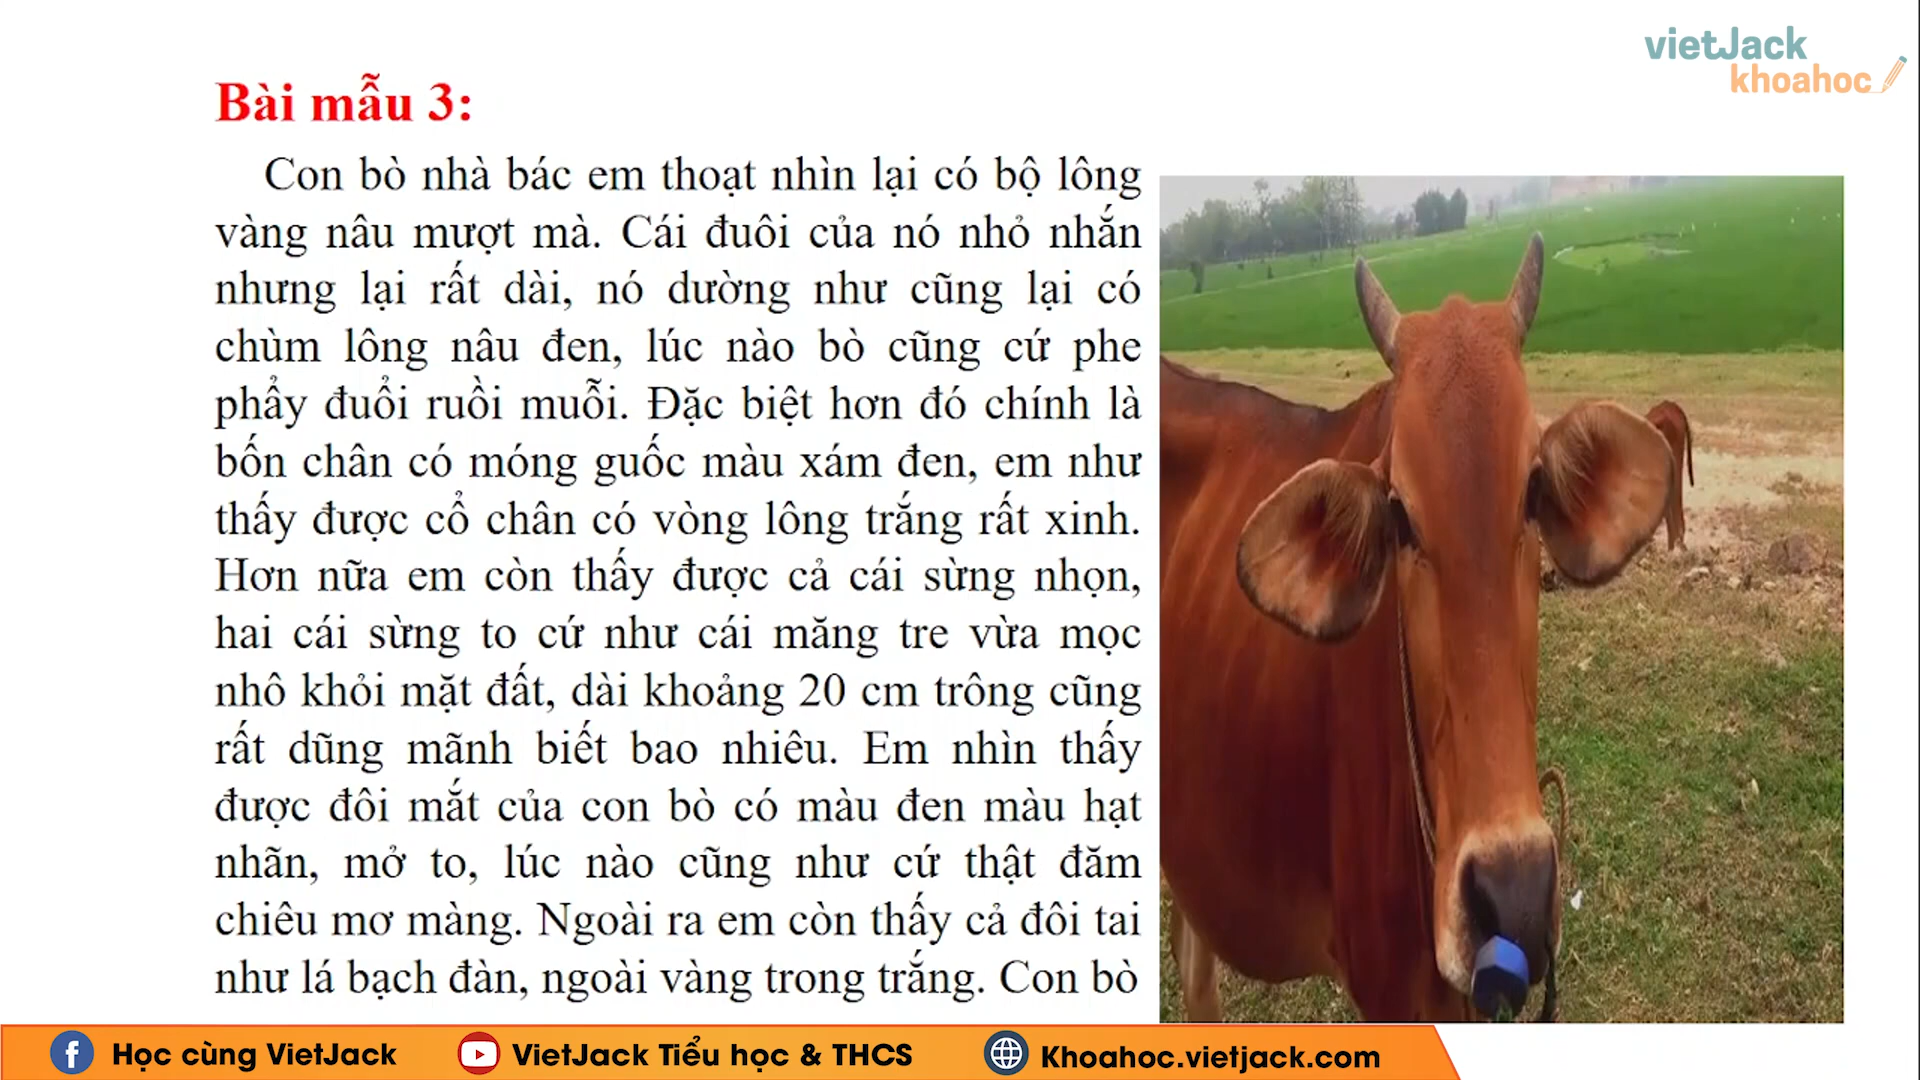 vietJack
khoahoc
Bài mẫu 3:
Con bò nhà bác em thoạt nhìn lại có bộ lông
vàng nâu mượt mà. Cái đuôi của nó nhỏ nhắn
nhưng lại rất dài, nó dường như cũng lại có
chùm lông nâu đen, lúc nào bò cũng cứ phe
phẩy đuổi ruồi muỗi. Đặc biệt hơn đó chính là
bốn chân có móng guốc màu xám đen, em như
thấy được cổ chân có vòng lông trắng rất xinh.
Hơn nữa em còn thấy được cả cái sừng nhọn,
hai cái sừng to cứ như cái măng tre vừa mọc
nhô khỏi mặt đất, dài khoảng 20 cm trông cũng
rất dũng mãnh biết bao nhiêu. Em nhìn thấy
được đôi mắt của con bò có màu đen màu hạt
nhãn, mở to, lúc nào cũng như cứ thật đăm
chiêu mơ màng. Ngoài ra em còn thấy cả đôi tai
như lá bạch đàn, ngoài vàng trong trắng. Con bò
Học cùng VietJack
VietJack Tiểu học & THCS
Khoahoc.vietjack.com